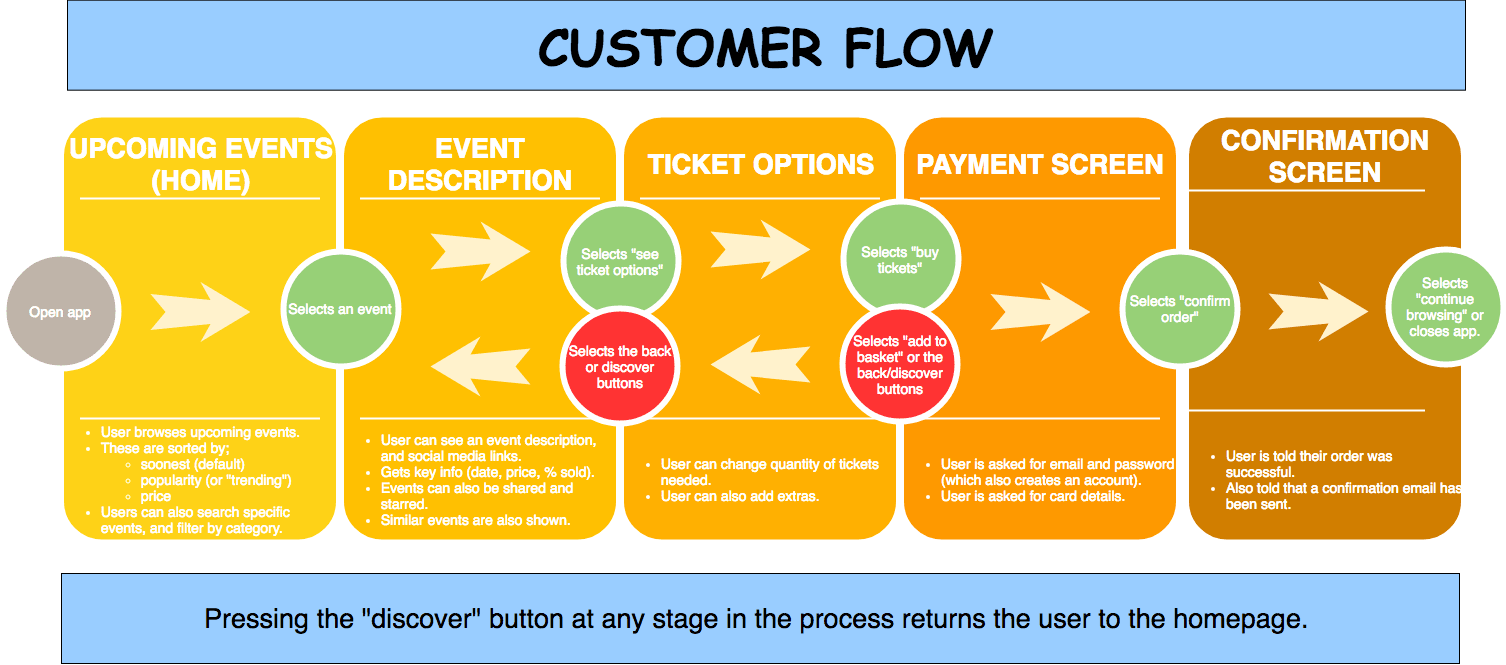 CUSTOMER FLOW
UPCOMING EVENTS
(HOME)
Open app
Selects an event
• User browses upcoming events.
• These are sorted by;
○ soonest (default)
○ popularity (or "trending")
○ price
• Users can also search specific
events, and filter by category.
EVENT
DESCRIPTION
Selects "see
ticket options"
Selects the back
or discover
buttons
• User can see an event description,
and social media links.
• Gets key info (date, price, % sold).
• Events can also be shared and
starred.
• Similar events are also shown.
TICKET OPTIONS
Selects "buy
tickets"
Selects "add to
basket" or the
back/discover
buttons
• User can change quantity of tickets
needed.
• User can also add extras.
PAYMENT SCREEN
Selects "confirm
order"
• User is asked for email and password
(which also creates an account).
• User is asked for card details.
CONFIRMATION
SCREEN
Selects
"continue
browsing" or
closes app.
• User is told their order was
successful.
• Also told that a confirmation email has
been sent.
Pressing the "discover" button at any stage in the process returns the user to the homepage.